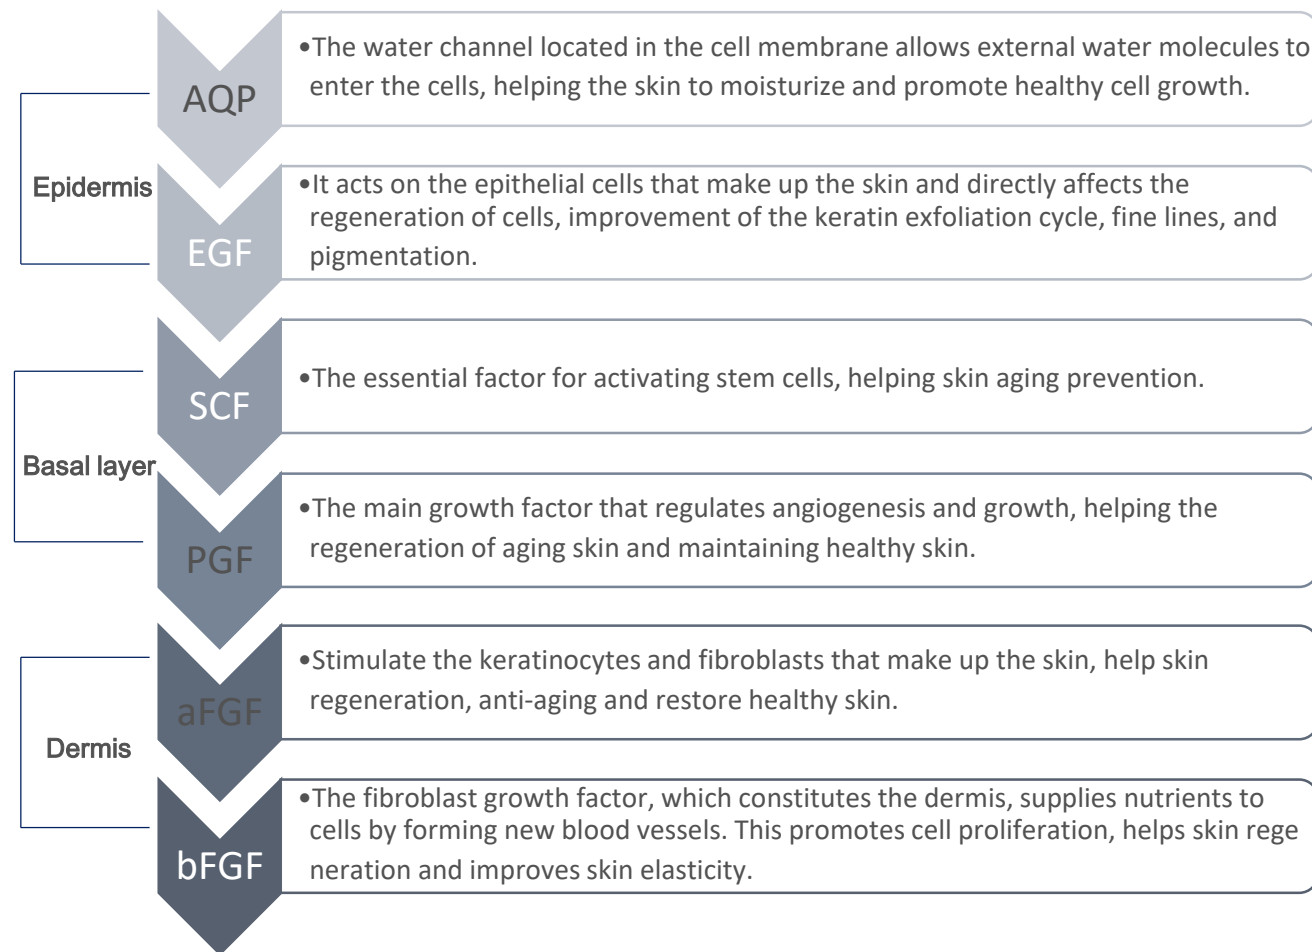 AQP
•The water channel located in the cell membrane allows external water molecules to
enter the cells, helping the skin to moisturize and promote healthy cell growth.
Epidermis
EGF
•It acts on the epithelial cells that make up the skin and directly affects the
regeneration of cells, improvement of the keratin exfoliation cycle, fine lines, and
pigmentation.
SCF
•The essential factor for activating stem cells, helping skin aging prevention.
Basal layer
PGF
•The main growth factor that regulates angiogenesis and growth, helping the
regeneration of aging skin and maintaining healthy skin.
aFGF
•Stimulate the keratinocytes and fibroblasts that make up the skin, help skin
regeneration, anti-aging and restore healthy skin.
Dermis
bFGF
•The fibroblast growth factor, which constitutes the dermis, supplies nutrients to
cells by forming new blood vessels. This promotes cell proliferation, helps skin rege
neration and improves skin elasticity.